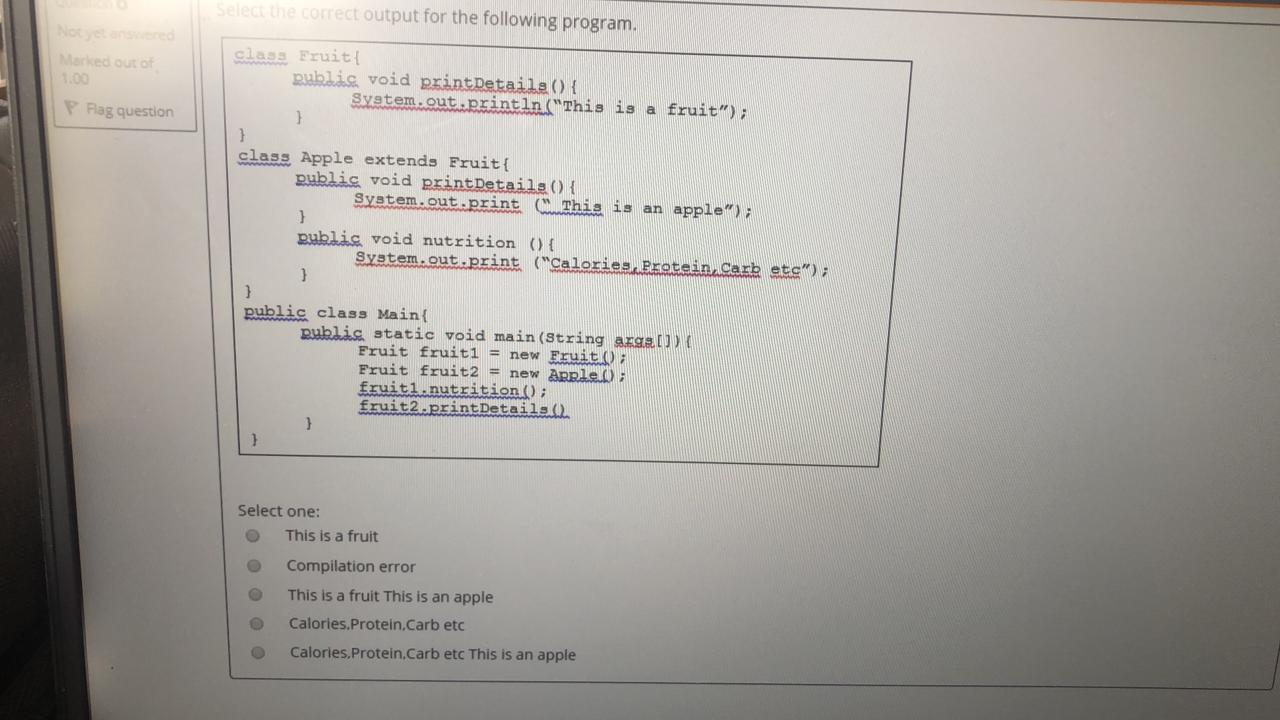 Question 6
Not yet answered
Marked out of
1.00
Flag question
Select the correct output for the following program.
class Fruit{
public void printDetails(){
System.out.println(“This is a fruit”);
}
}
class Apple extends Fruit{
public void printDetails(){
System.out.print (“ This is an apple”);
}
public void nutrition (){
System.out.print (“Calories,Protein,Carb etc”);
}
}
public class Main{
public static void main(String args[]){
Fruit fruit1 = new Fruit();
Fruit fruit2 = new Apple();
fruit1.nutrition();
fruit2.printDetails()
}
}
Select one:
This is a fruit
Compilation error
This is a fruit This is an apple
Calories,Protein,Carb etc
Calories,Protein,Carb etc This is an apple